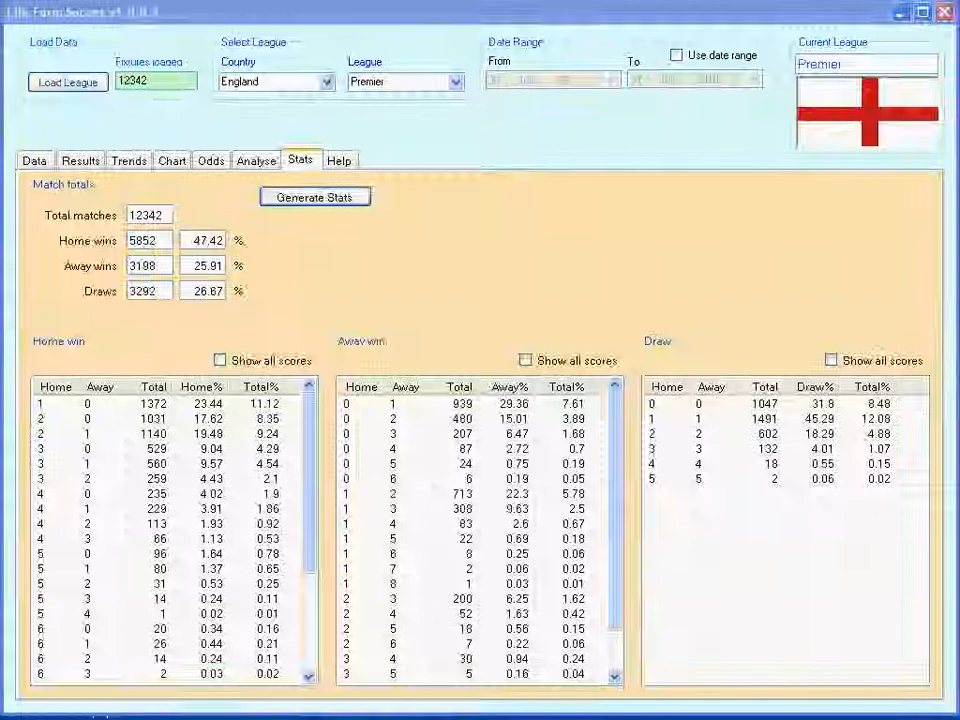 Load Data
Select League
Date Range
Current League
Fixtures loaded
Country
League
From
To
Use date range
Load League
12342
England
Premier
Premier
Data Results Trends Chart Odds Analyse Stats Help
Match totals
Generate Stats
Total matches 12342
Home wins 5852 47.42 %
Away wins 3198 25.91 %
Draws 3292 26.67 %
Home win
Show all scores
Home Away Total Home% Total%
1 0 1372 23.44 11.12
2 0 1031 17.62 8.35
2 1 1140 19.48 9.24
3 0 529 9.04 4.29
3 1 560 9.57 4.54
3 2 259 4.43 2.1
4 0 235 4.02 1.9
4 1 229 3.91 1.86
4 2 113 1.93 0.92
4 3 66 1.13 0.53
5 0 96 1.64 0.78
5 1 80 1.37 0.65
5 2 31 0.53 0.25
5 3 14 0.24 0.11
5 4 1 0.02 0.01
6 0 20 0.34 0.16
6 1 26 0.44 0.21
6 2 14 0.24 0.11
6 3 2 0.03 0.02
Away win
Show all scores
Home Away Total Away% Total%
0 1 939 29.36 7.61
0 2 480 15.01 3.89
0 3 207 6.47 1.68
0 4 87 2.72 0.7
0 5 24 0.75 0.19
0 6 6 0.19 0.05
1 2 713 22.3 5.78
1 3 308 9.63 2.5
1 4 83 2.6 0.67
1 5 22 0.69 0.18
1 6 8 0.25 0.06
1 7 2 0.06 0.02
1 8 1 0.03 0.01
2 3 200 6.25 1.62
2 4 52 1.63 0.42
2 5 18 0.56 0.15
2 6 7 0.22 0.06
3 4 30 0.94 0.24
3 5 5 0.16 0.04
Draw
Show all scores
Home Away Total Draw% Total%
0 0 1047 31.8 8.48
1 1 1491 45.29 12.08
2 2 602 18.29 4.88
3 3 132 4.01 1.07
4 4 18 0.55 0.15
5 5 2 0.06 0.02